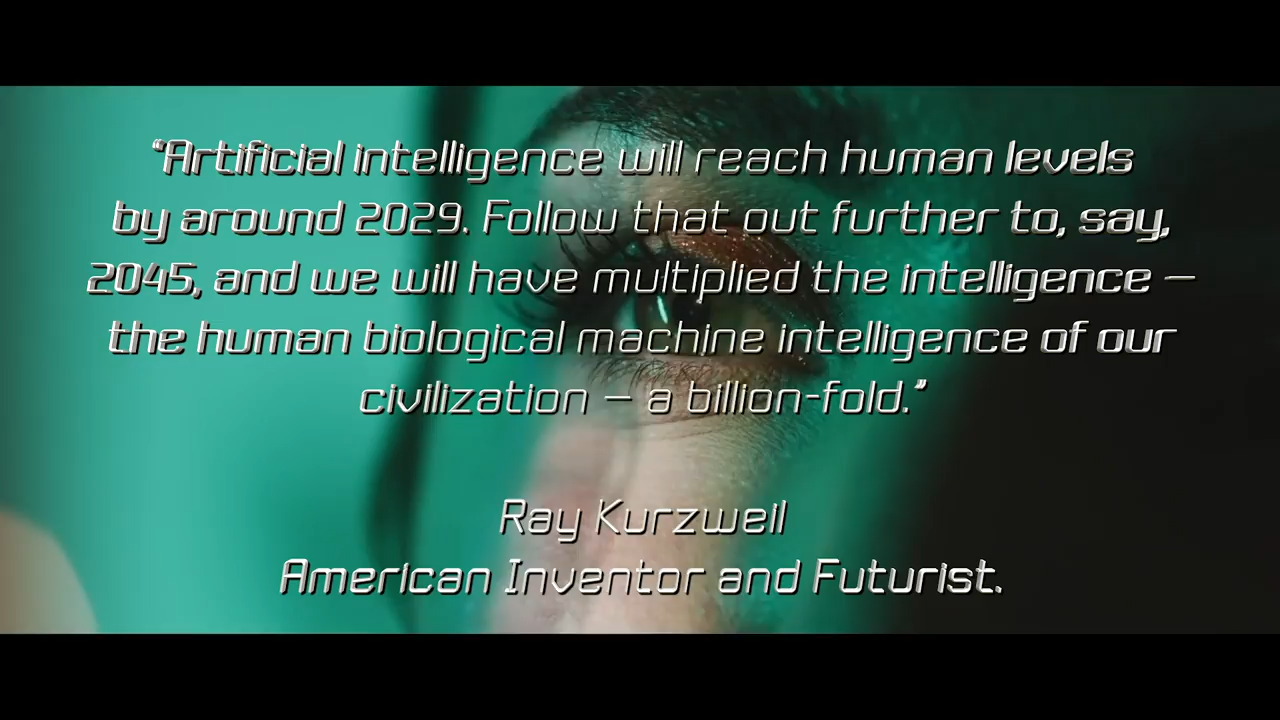 “Artificial intelligence will reach human levels
by around 2029. Follow that out further to, say,
2045, and we will have multiplied the intelligence –
the human biological machine intelligence of our
civilization – a billion-fold.”
Ray Kurzweil
American Inventor and Futurist.